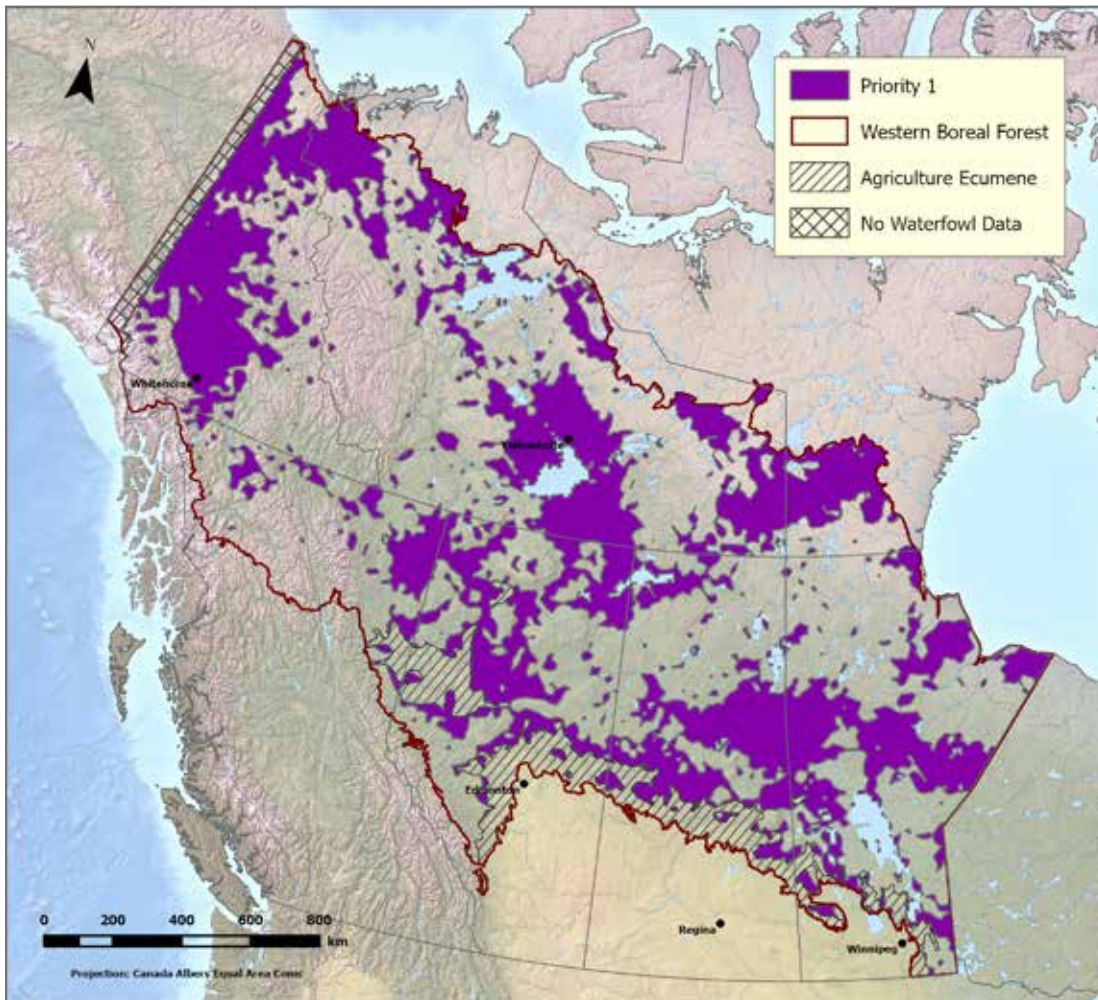 N
Priority 1
Western Boreal Forest
Agriculture Ecumene
No Waterfowl Data
Whitehorse
Yellowknife
Edmonton
Regina
Winnipeg
0 200 400 600 800
km
Projection: Canada Albers Equal Area Conic